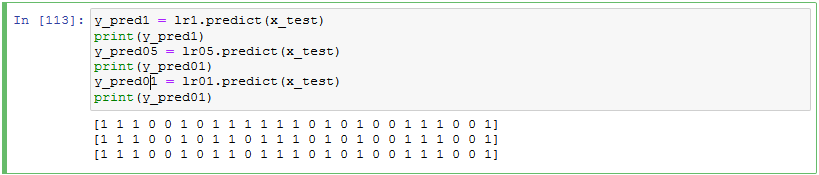 In [113]: y_pred1 = lr1.predict(x_test)
print(y_pred1)
y_pred05 = lr05.predict(x_test)
print(y_pred01)
y_pred01 = lr01.predict(x_test)
print(y_pred01)
[1 1 1 0 0 1 0 1 1 1 1 1 1 0 1 0 1 0 0 1 1 1 0 0 1]
[1 1 1 0 0 1 0 1 1 0 1 1 1 0 1 0 1 0 0 1 1 1 0 0 1]
[1 1 1 0 0 1 0 1 1 0 1 1 1 0 1 0 1 0 0 1 1 1 0 0 1]